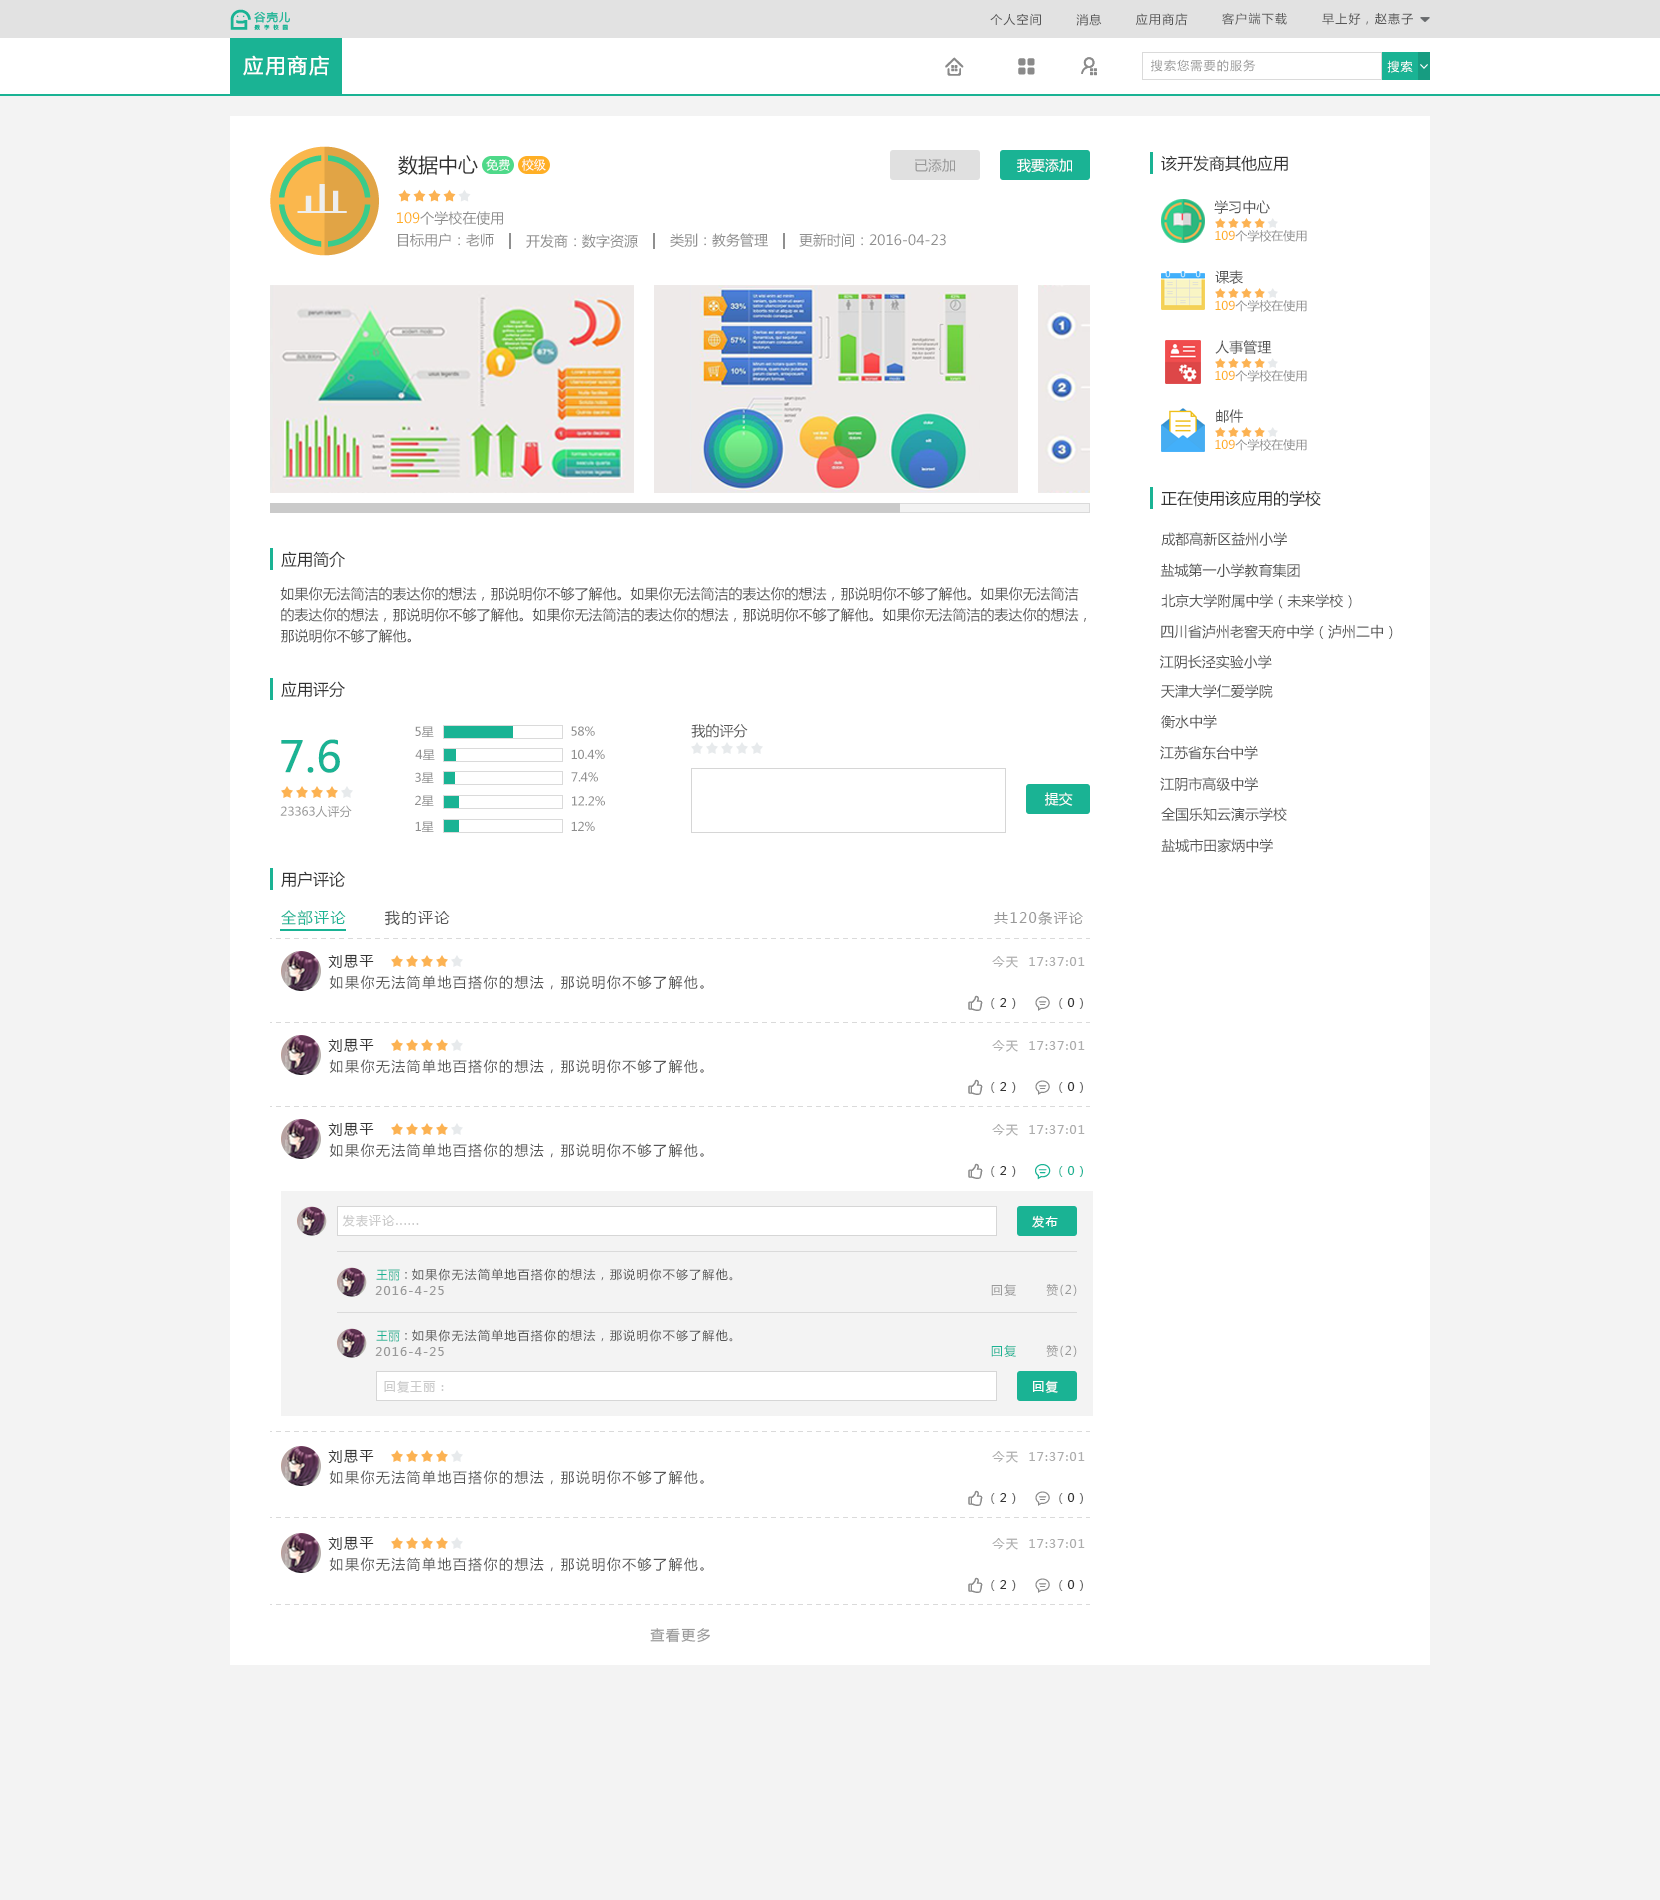 谷壳儿
数字校园
个人空间 消息 应用商店 客户端下载 早上好，赵惠子
应用商店
搜索您需要的服务 搜索
数据中心 免费 校级
已添加 我要添加
109个学校在使用
目标用户：老师 开发商：数字资源 类别：教务管理 更新时间：2016-04-23
87%
A B
33%
57%
10%
1
2
3
应用简介
如果你无法简洁的表达你的想法，那说明你不够了解他。如果你无法简洁的表达你的想法，那说明你不够了解他。如果你无法简洁
的表达你的想法，那说明你不够了解他。如果你无法简洁的表达你的想法，那说明你不够了解他。如果你无法简洁的表达你的想法，
那说明你不够了解他。
应用评分
7.6
23363人评分
5星 58%
4星 10.4%
3星 7.4%
2星 12.2%
1星 12%
我的评分
提交
用户评论
全部评论 我的评论 共120条评论
刘思平 今天 17:37:01
如果你无法简单地百搭你的想法，那说明你不够了解他。
（2） （0）
刘思平 今天 17:37:01
如果你无法简单地百搭你的想法，那说明你不够了解他。
（2） （0）
刘思平 今天 17:37:01
如果你无法简单地百搭你的想法，那说明你不够了解他。
（2） （0）
发表评论…… 发布
王丽：如果你无法简单地百搭你的想法，那说明你不够了解他。
2016-4-25 回复 赞(2)
王丽：如果你无法简单地百搭你的想法，那说明你不够了解他。
2016-4-25 回复 赞(2)
回复王丽： 回复
刘思平 今天 17:37:01
如果你无法简单地百搭你的想法，那说明你不够了解他。
（2） （0）
刘思平 今天 17:37:01
如果你无法简单地百搭你的想法，那说明你不够了解他。
（2） （0）
查看更多
该开发商其他应用
学习中心
109个学校在使用
课表
109个学校在使用
人事管理
109个学校在使用
邮件
109个学校在使用
正在使用该应用的学校
成都高新区益州小学
盐城第一小学教育集团
北京大学附属中学（未来学校）
四川省泸州老窖天府中学（泸州二中）
江阴长泾实验小学
天津大学仁爱学院
衡水中学
江苏省东台中学
江阴市高级中学
全国乐知云演示学校
盐城市田家炳中学